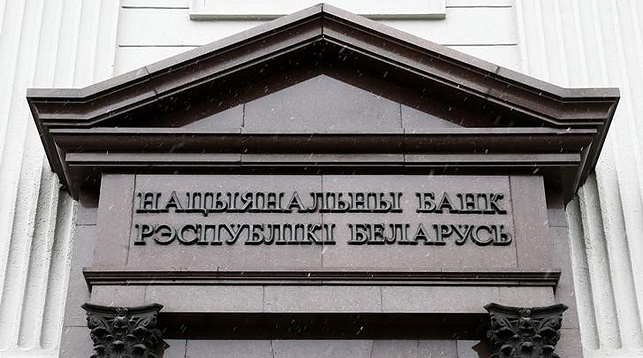 НАЦЫЯНАЛЬНЫ БАНК
РЭСПУБЛІКІ БЕЛАРУСЬ